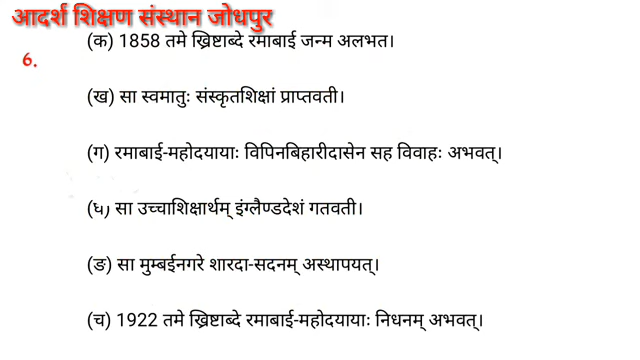 आदर्श शिक्षण संस्थान जोधपुर
6.
(क) 1858 तमे ख्रिष्टाब्दे रमाबाई जन्म अलभत।
(ख) सा स्वमातुः संस्कृतशिक्षां प्राप्तवती।
(ग) रमाबाई-महोदयायाः विपिनबिहारीदासेन सह विवाहः अभवत्।
(घ) सा उच्चाशिक्षार्थम् इंग्लैण्डदेशं गतवती।
(ङ) सा मुम्बईनगरे शारदा-सदनम् अस्थापयत्।
(च) 1922 तमे ख्रिष्टाब्दे रमाबाई-महोदयायाः निधनम् अभवत्।